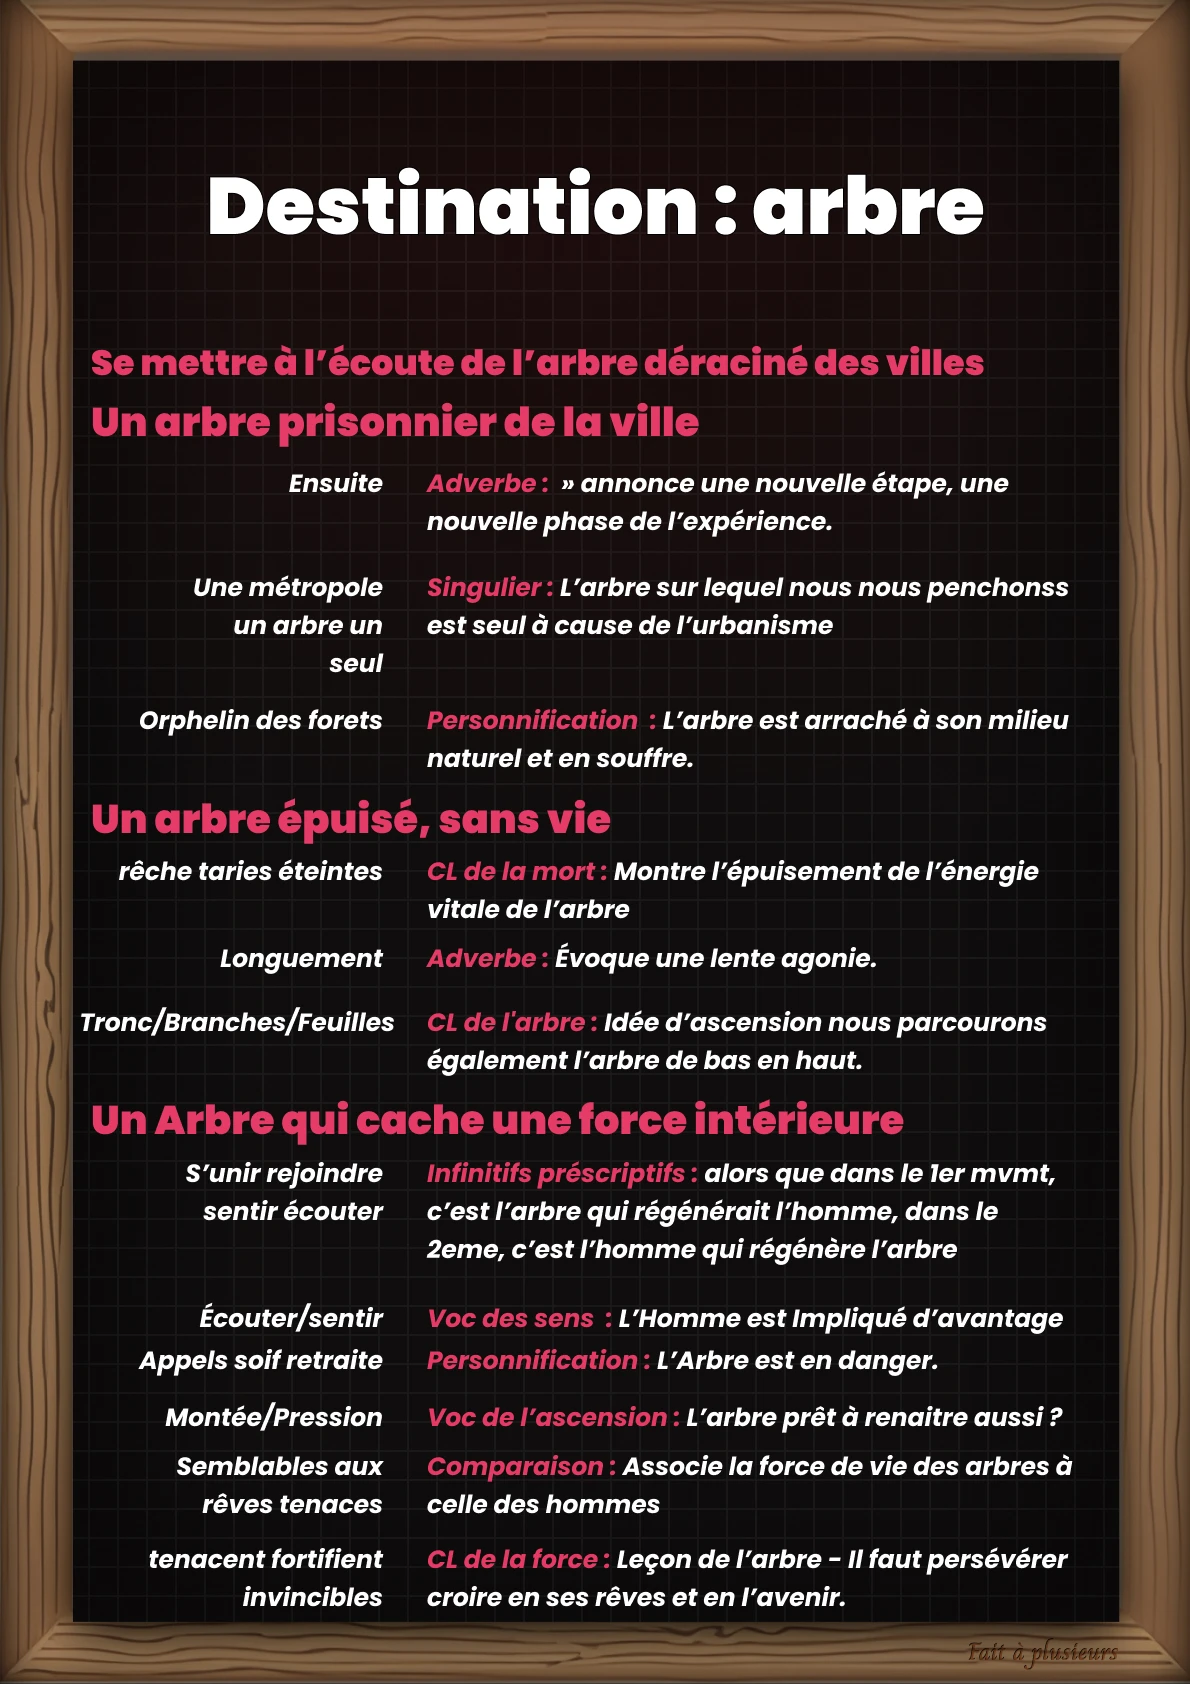 Destination : arbre
Se mettre à l’écoute de l’arbre déraciné des villes
Un arbre prisonnier de la ville
Ensuite
Adverbe : » annonce une nouvelle étape, une
nouvelle phase de l’expérience.
Une métropole
un arbre un
seul
Singulier : L’arbre sur lequel nous nous penchonss
est seul à cause de l’urbanisme
Orphelin des forets
Personnification : L’arbre est arraché à son milieu
naturel et en souffre.
Un arbre épuisé, sans vie
rêche taries éteintes
CL de la mort : Montre l’épuisement de l’énergie
vitale de l’arbre
Longuement
Adverbe : Évoque une lente agonie.
Tronc/Branches/Feuilles
CL de l'arbre : Idée d’ascension nous parcourons
également l’arbre de bas en haut.
Un Arbre qui cache une force intérieure
S’unir rejoindre
sentir écouter
Infinitifs préscriptifs : alors que dans le 1er mvmt,
c’est l’arbre qui régénérait l’homme, dans le
2eme, c’est l’homme qui régénère l’arbre
Écouter/sentir
Voc des sens : L’Homme est Impliqué d’avantage
Appels soif retraite
Personnification : L’Arbre est en danger.
Montée/Pression
Voc de l’ascension : L’arbre prêt à renaitre aussi ?
Semblables aux
rêves tenaces
Comparaison : Associe la force de vie des arbres à
celle des hommes
tenacent fortifient
invincibles
CL de la force : Leçon de l’arbre – Il faut persévérer
croire en ses rêves et en l’avenir.
Fait à plusieurs